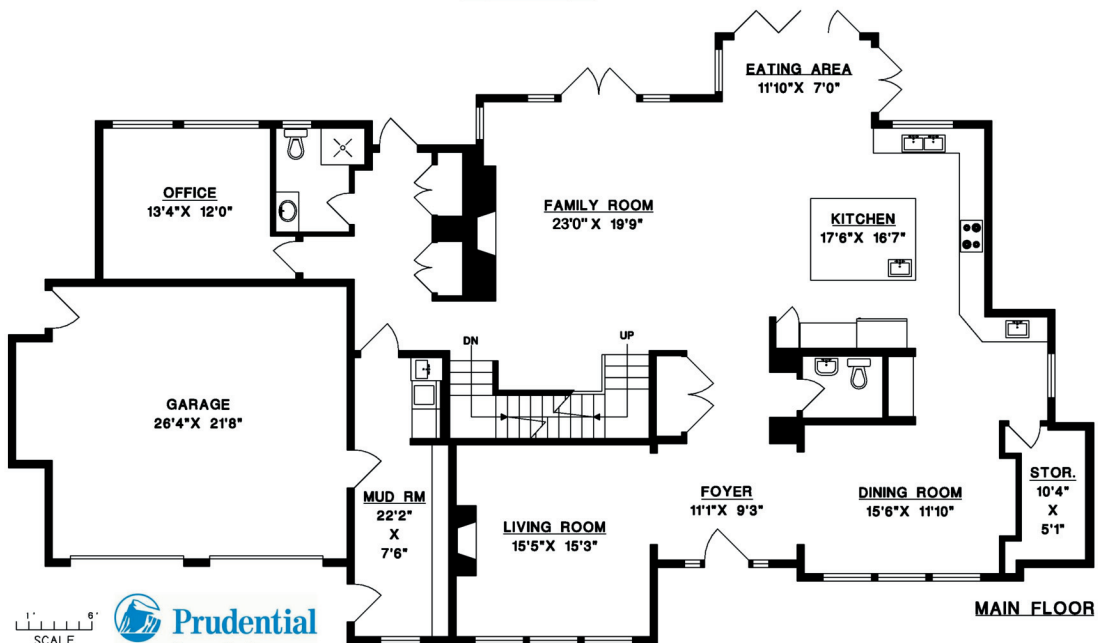 EATING AREA
11'10"X 7'0"
OFFICE
13'4"X 12'0"
FAMILY ROOM
23'0" X 19'9"
KITCHEN
17'6"X 16'7"
DN
UP
GARAGE
26'4"X 21'8"
MUD RM
22'2"
X
7'6"
LIVING ROOM
15'5"X 15'3"
FOYER
11'1"X 9'3"
DINING ROOM
15'6"X 11'10"
STOR.
10'4"
X
5'1"
1' 6'
SCALE
Prudential
MAIN FLOOR